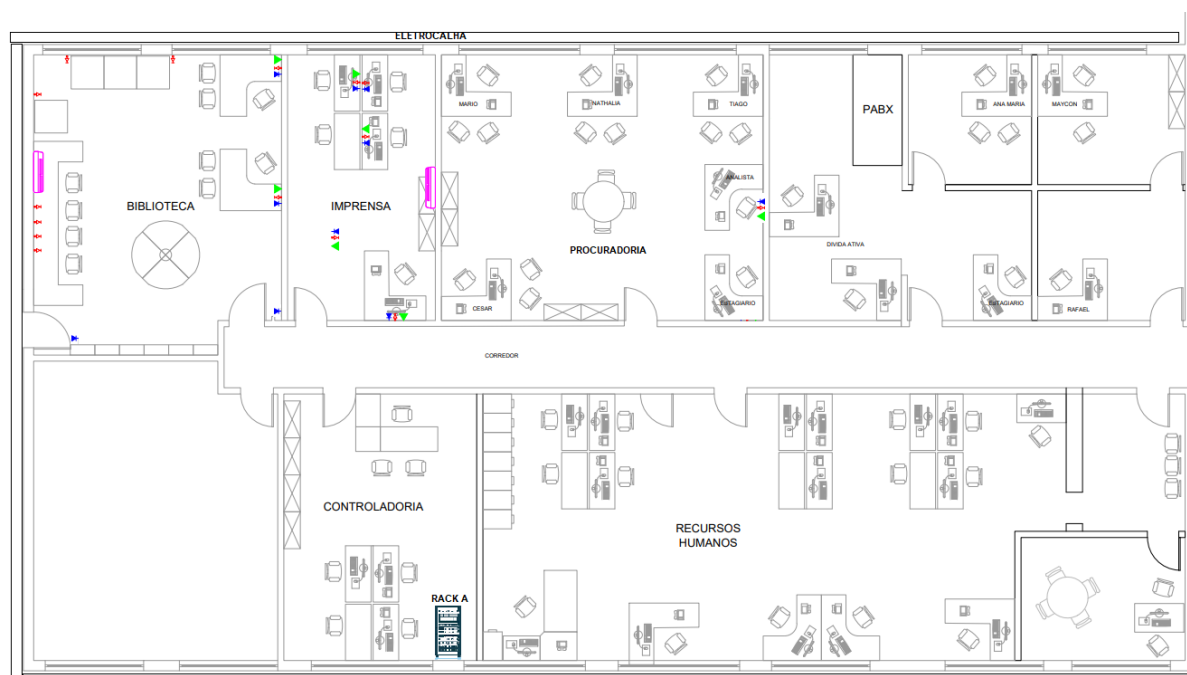 ELETROCALHA
MARIO
NATHALIA
TIAGO
PABX
ANA MARIA
MAYCON
ANALISTA
BIBLIOTECA
IMPRENSA
PROCURADORIA
DIVIDA ATIVA
CESAR
ESTAGIARIO
ESTAGIARIO
RAFAEL
CORREDOR
CONTROLADORIA
RECURSOS
HUMANOS
RACK A